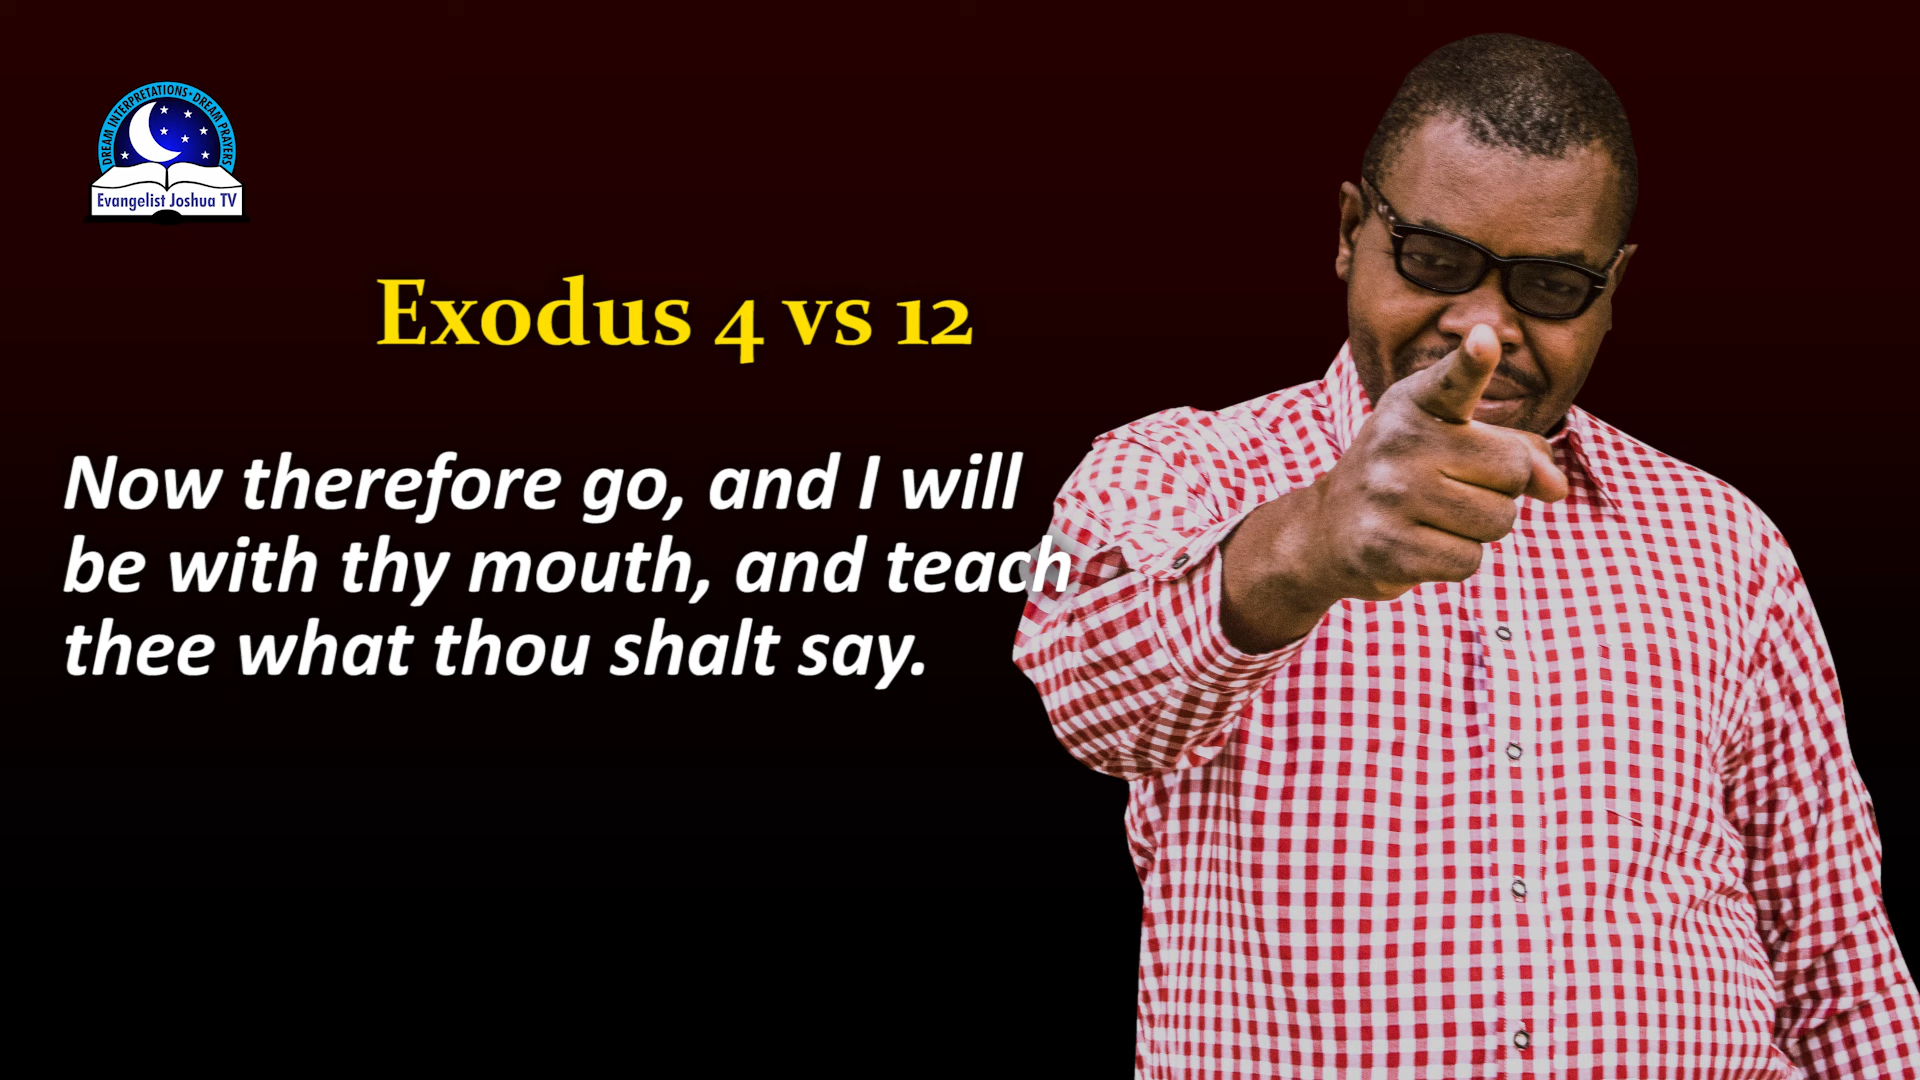 DREAM INTERPRETATIONS • DREAM PRAYERS
Evangelist Joshua TV
Exodus 4 vs 12
Now therefore go, and I will
be with thy mouth, and teach
thee what thou shalt say.